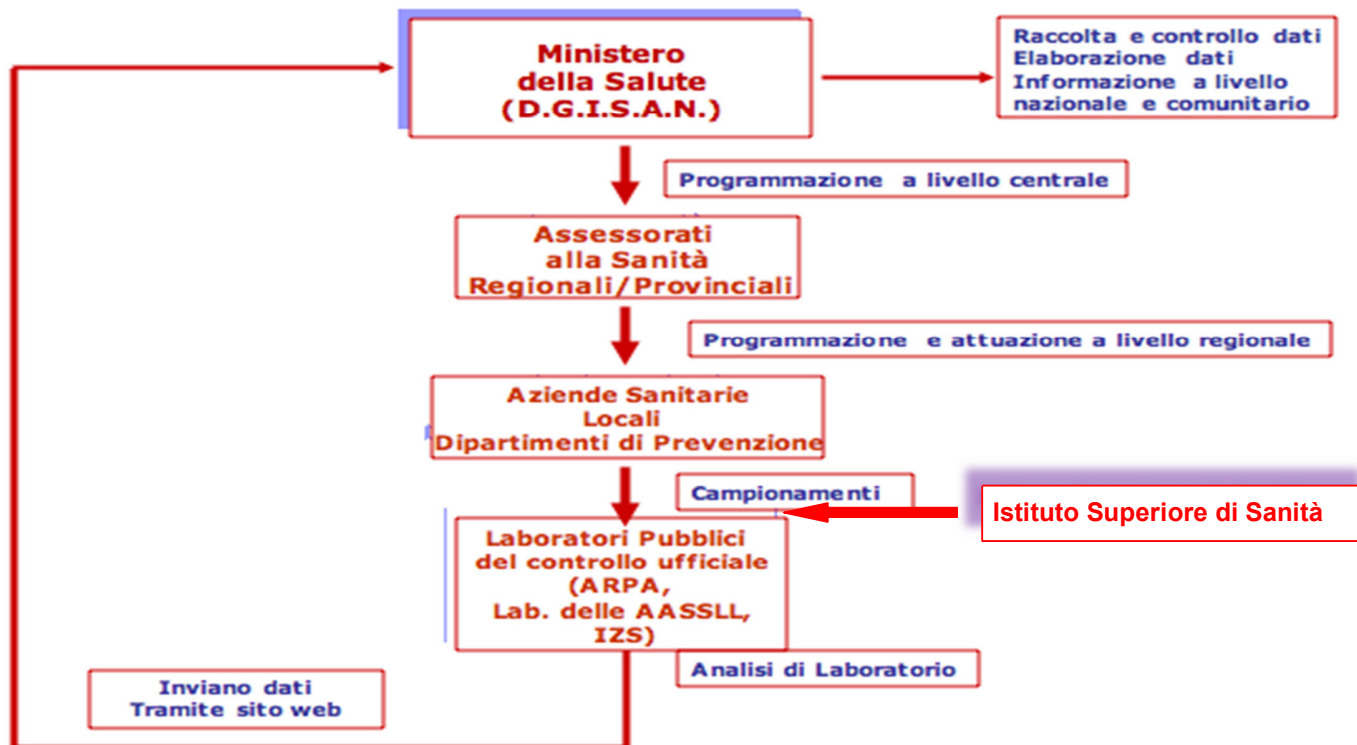 Ministero
della Salute
(D.G.I.S.A.N.)
Raccolta e controllo dati
Elaborazione dati
Informazione a livello
nazionale e comunitario
Programmazione a livello centrale
Assessorati
alla Sanità
Regionali/Provinciali
Programmazione e attuazione a livello regionale
Aziende Sanitarie
Locali
Dipartimenti di Prevenzione
Campionamenti
Istituto Superiore di Sanità
Laboratori Pubblici
del controllo ufficiale
(ARPA,
Lab. delle AASSLL,
IZS)
Analisi di Laboratorio
Inviano dati
Tramite sito web